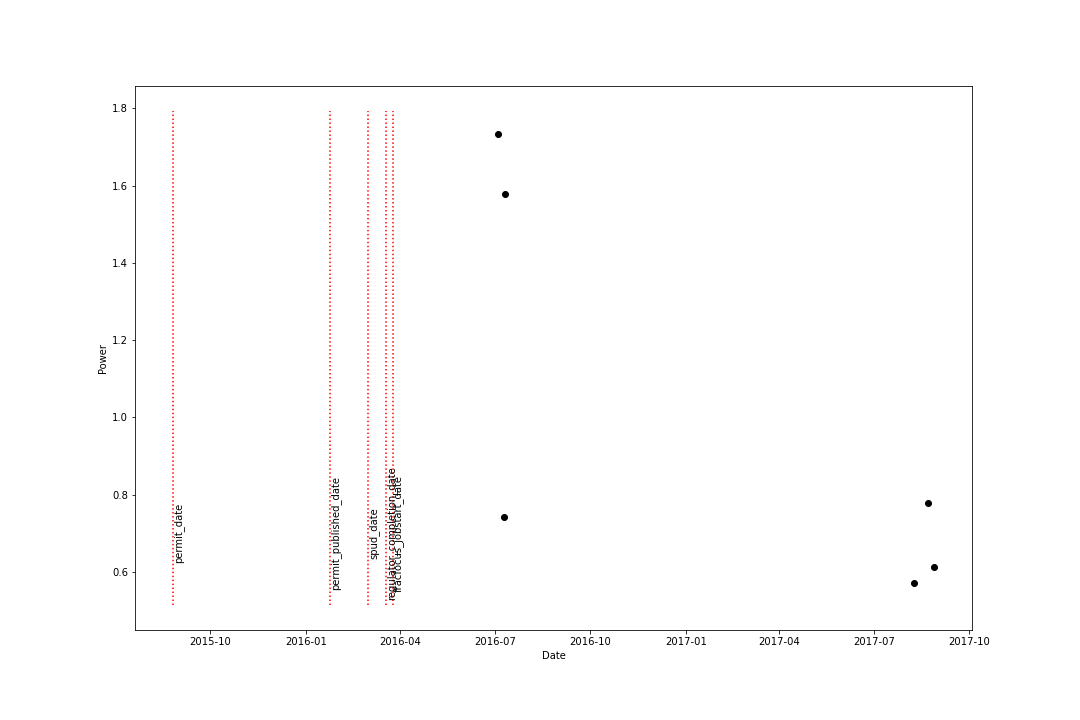 1.8
1.6
1.4
1.2
1.0
0.8
0.6
Power
permit_date
permit_published_date
spud_date
regulator_completion_date
fracfocus_jobstart_date
2015-10 2016-01 2016-04 2016-07 2016-10 2017-01 2017-04 2017-07 2017-10
Date